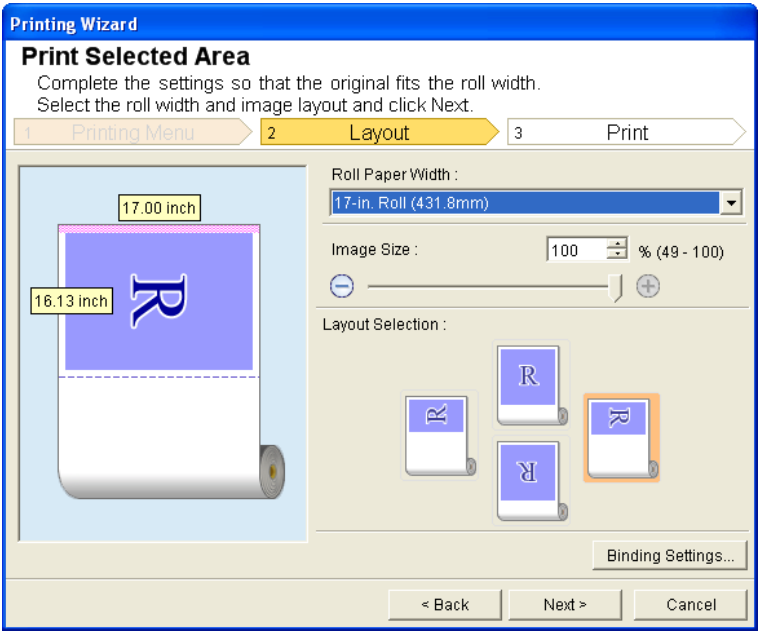 Printing Wizard
Print Selected Area
Complete the settings so that the original fits the roll width.
Select the roll width and image layout and click Next.
1 Printing Menu 2 Layout 3 Print
Roll Paper Width :
17-in. Roll (431.8mm)
17.00 inch
16.13 inch
R
Image Size : 100 % (49 - 100)
Layout Selection :
R
R
R
R
Binding Settings...
< Back Next > Cancel